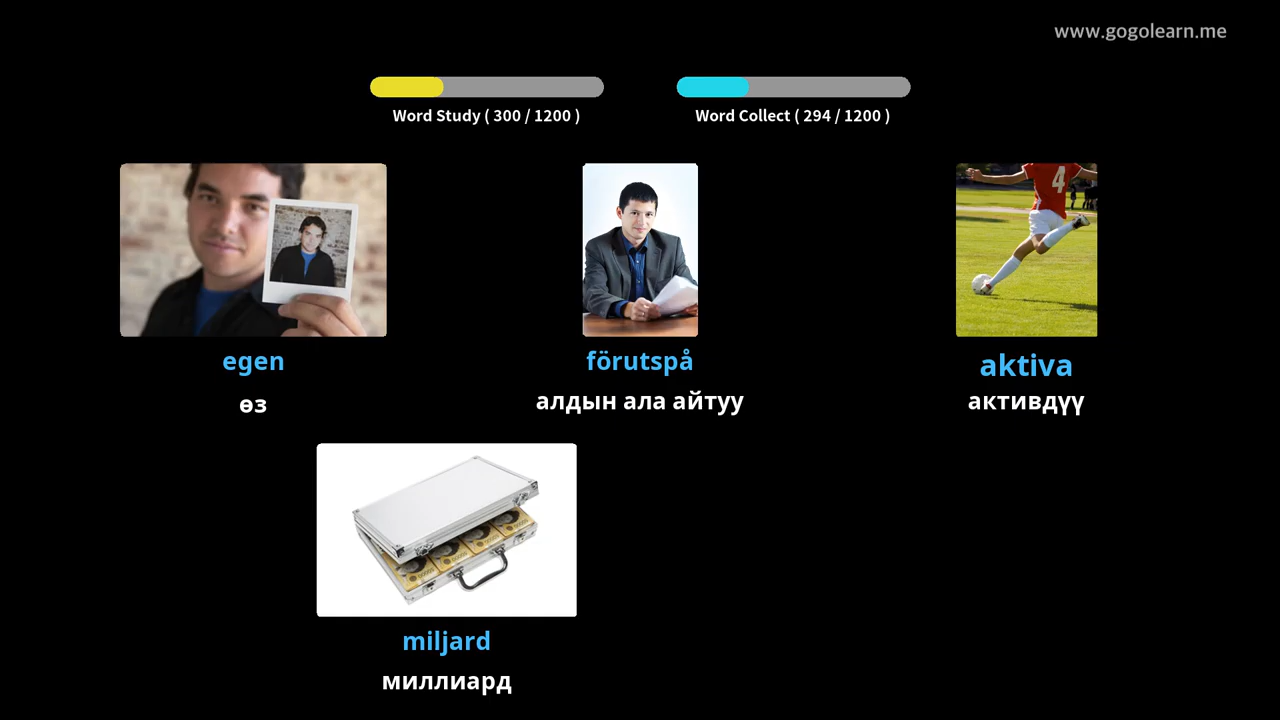 www.gogolearn.me
Word Study ( 300 / 1200 )
Word Collect ( 294 / 1200 )
4
egen
өз
förutspå
алдын ала айтуу
aktiva
активдүү
miljard
миллиард